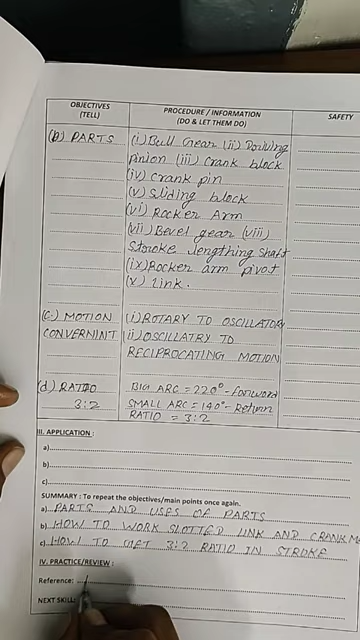 OBJECTIVES
(TELL)
PROCEDURE / INFORMATION
(DO & LET THEM DO)
SAFETY
(b) PARTS
(i) Bull Gear (ii) Driving
pinion (iii) Crank block
(iv) Crank pin
(v) Sliding block
(vi) Rocker Arm
(vii) Bevel gear (viii)
Stroke lengthing shaft
(ix) Rocker arm pivot
(x) Link.
(c) MOTION
CONVERNINT
(i) ROTARY TO OSCILLATORY
(ii) OSCILLATRY TO
RECIPROCATING MOTION
(d) RATIO
3:2
BIG ARC = 220° - forword
SMALL ARC = 140° - Return
RATIO = 3:2
III. APPLICATION :
a)
b)
c)
SUMMARY : To repeat the objectives/main points once again.
a) PARTS AND USES OF PARTS
b) HOW TO WORK SLOTTED LINK AND CRANK
c) HOW TO GET 3:2 RATIO IN STROKE
IV. PRACTICE/REVIEW :
Reference:
NEXT SKILL: